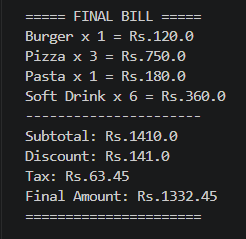 ===== FINAL BILL =====
Burger x 1 = Rs.120.0
Pizza x 3 = Rs.750.0
Pasta x 1 = Rs.180.0
Soft Drink x 6 = Rs.360.0
-----------------------
Subtotal: Rs.1410.0
Discount: Rs.141.0
Tax: Rs.63.45
Final Amount: Rs.1332.45
=======================